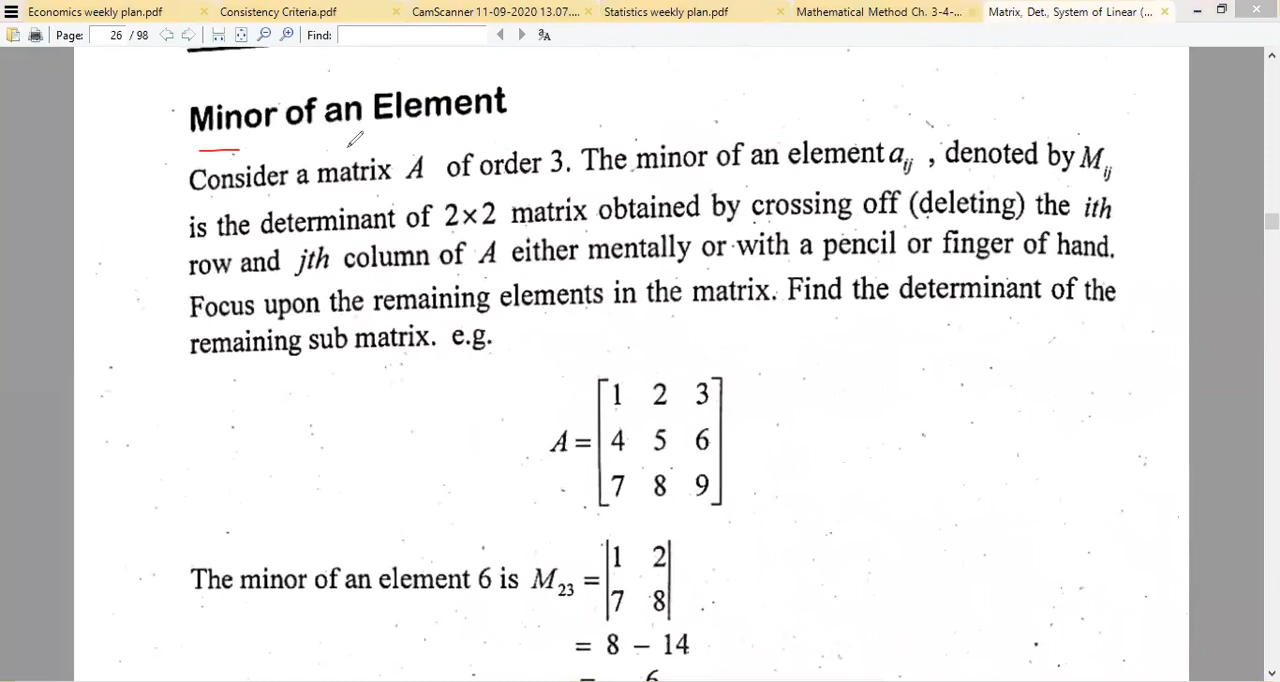 Economics weekly plan.pdf × Consistency Criteria.pdf × CamScanner 11-09-2020 13.07.... × Statistics weekly plan.pdf × Mathematical Method Ch. 3-4-... × Matrix, Det., System of Linear (... ×
Page: 26 / 98 Find:
Minor of an Element
Consider a matrix A of order 3. The minor of an element aij , denoted by Mij
is the determinant of 2×2 matrix obtained by crossing off (deleting) the ith
row and jth column of A either mentally or with a pencil or finger of hand.
Focus upon the remaining elements in the matrix. Find the determinant of the
remaining sub matrix. e.g.
1 2 3
A = 4 5 6
7 8 9
1 2
The minor of an element 6 is M23 =
7 8
= 8 − 14